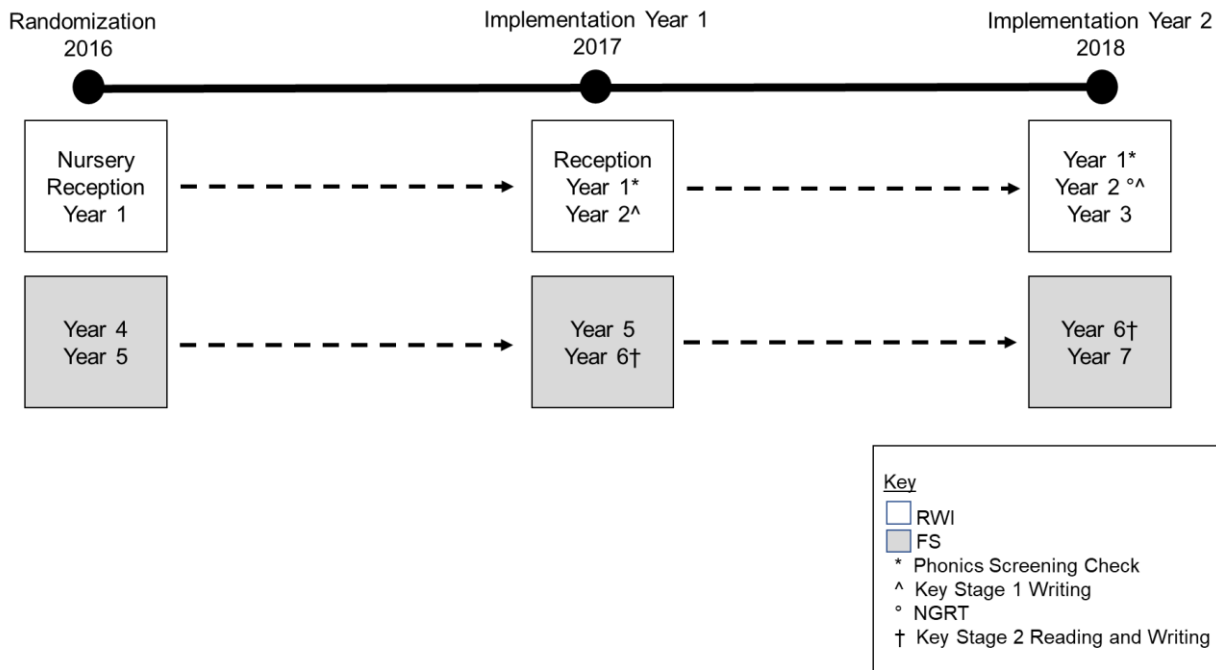 Randomization
2016
Implementation Year 1
2017
Implementation Year 2
2018
Nursery
Reception
Year 1
Reception
Year 1*
Year 2^
Year 1*
Year 2 °^
Year 3
Year 4
Year 5
Year 5
Year 6†
Year 6†
Year 7
Key
RWI
FS
* Phonics Screening Check
^ Key Stage 1 Writing
° NGRT
† Key Stage 2 Reading and Writing